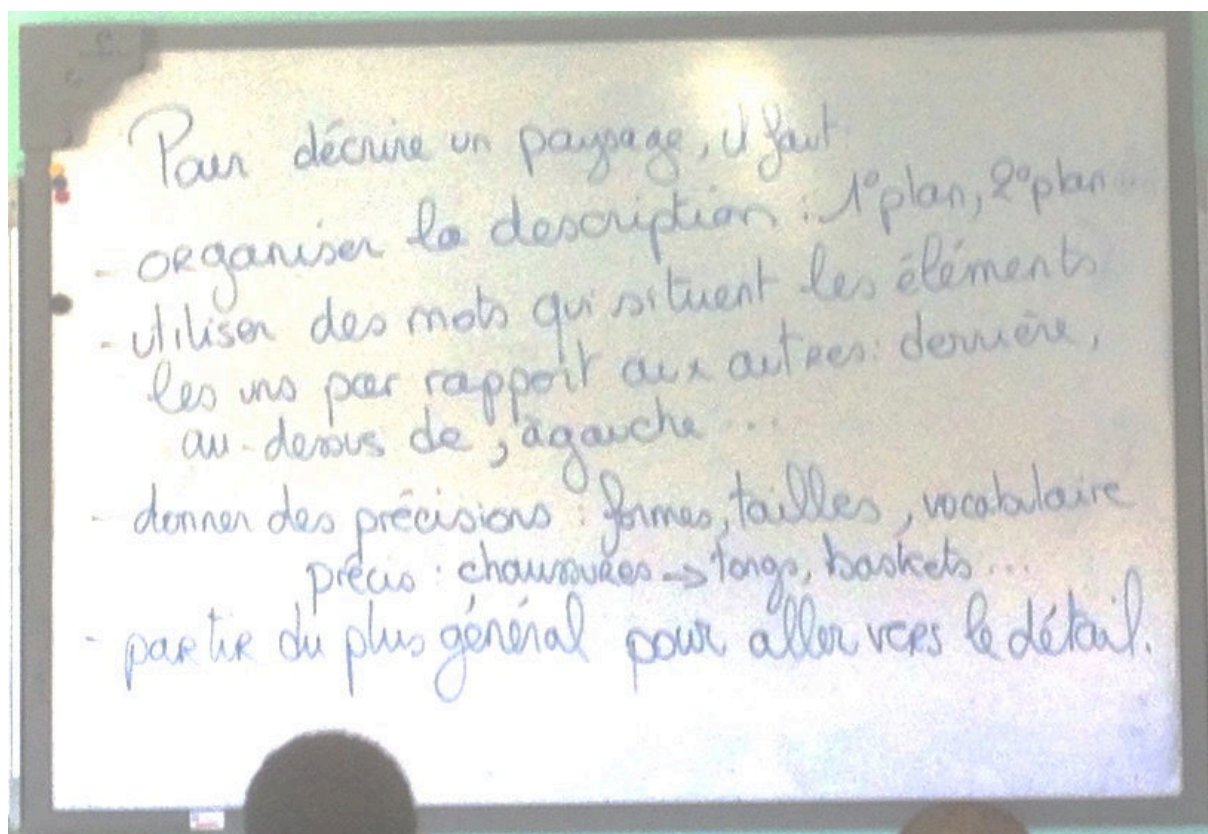 Pour décrire un paysage, il faut
- organiser la description : 1° plan, 2° plan ...
- utiliser des mots qui situent les éléments
les uns par rapport aux autres : derrière,
au-dessus de, à gauche ...
- donner des précisions : formes, tailles, vocabulaire
précis : chaussures → tongs, baskets ...
- partir du plus général pour aller vers le détail.